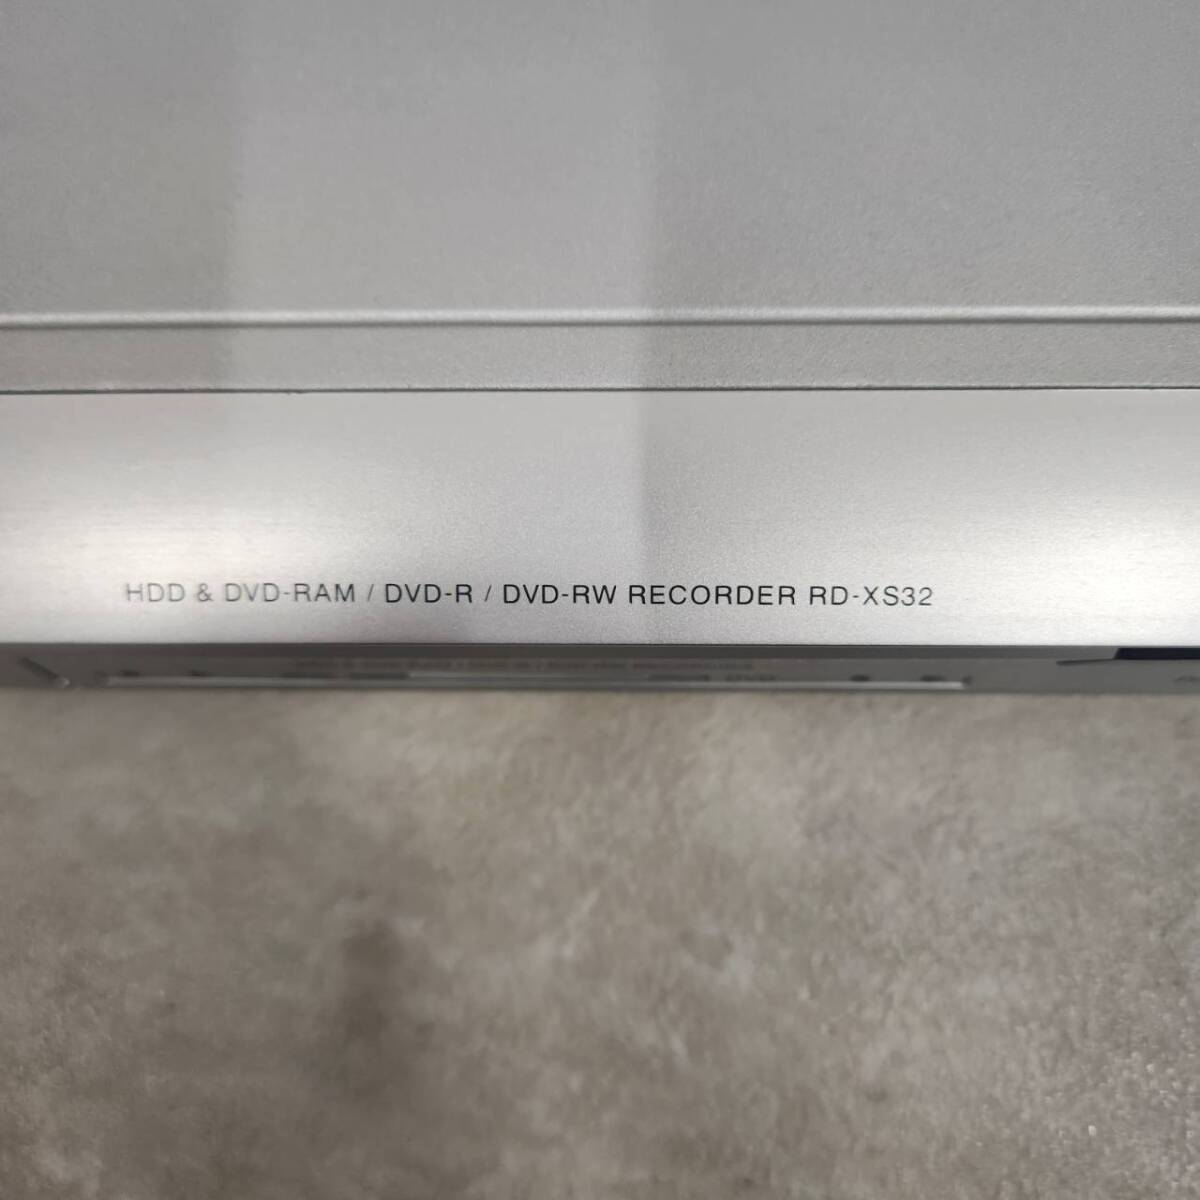 HDD & DVD-RAM / DVD-R / DVD-RW RECORDER RD-XS32